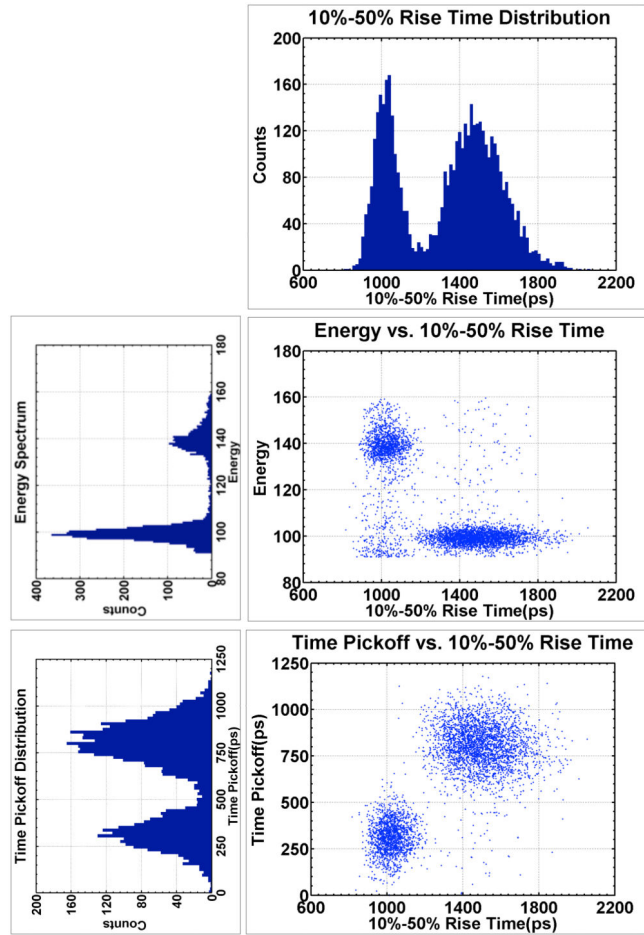 10%-50% Rise Time Distribution
200
160
120
80
40
0
Counts
600 1000 1400 1800 2200
10%-50% Rise Time(ps)
Energy Spectrum
400 300 200 100 0
Counts
80 100 120 140 160 180
Energy
Energy vs. 10%-50% Rise Time
180
160
140
120
100
80
Energy
600 1000 1400 1800 2200
10%-50% Rise Time(ps)
Time Pickoff Distribution
200 160 120 80 40 0
Counts
0 250 500 750 1000 1250
Time Pickoff(ps)
Time Pickoff vs. 10%-50% Rise Time
1250
1000
750
500
250
0
Time Pickoff(ps)
600 1000 1400 1800 2200
10%-50% Rise Time(ps)